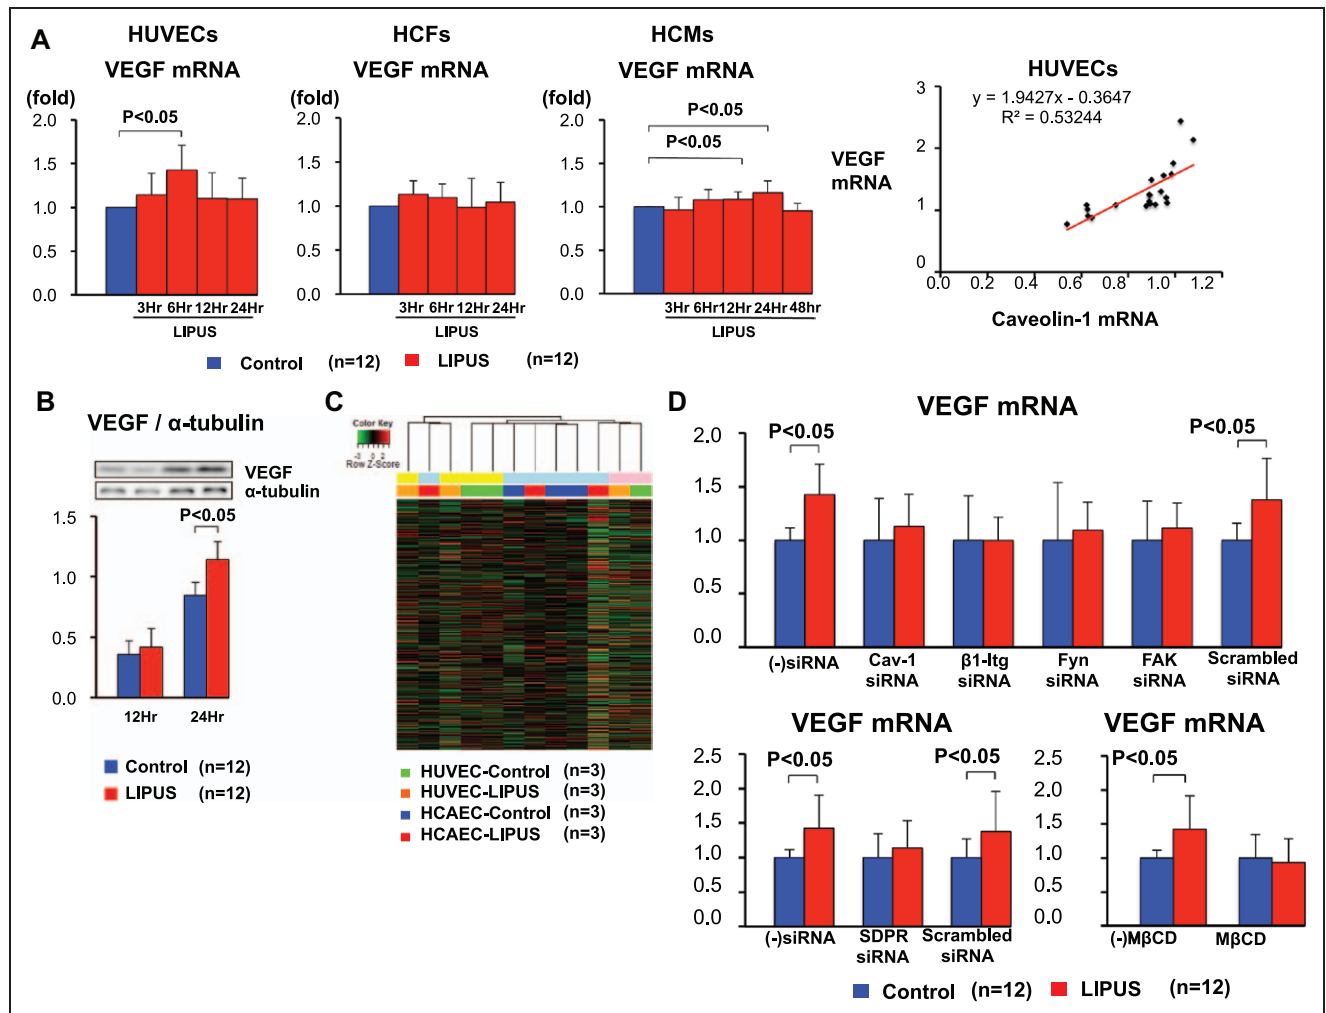 A
HUVECs
VEGF mRNA
(fold)
2.0
1.5
1.0
0.5
0.0
P<0.05
3Hr 6Hr 12Hr 24Hr
LIPUS
HCFs
VEGF mRNA
(fold)
2.0
1.5
1.0
0.5
0.0
3Hr 6Hr 12Hr 24Hr
LIPUS
HCMs
VEGF mRNA
(fold)
2.0
1.5
1.0
0.5
0.0
P<0.05
P<0.05
3Hr 6Hr 12Hr 24Hr 48hr
LIPUS
HUVECs
y = 1.9427x - 0.3647
R² = 0.53244
VEGF
mRNA
3
2
1
0
0.0 0.2 0.4 0.6 0.8 1.0 1.2
Caveolin-1 mRNA
Control (n=12) LIPUS (n=12)
B
VEGF / α-tubulin
VEGF
α-tubulin
1.5
1.0
0.5
0.0
P<0.05
12Hr 24Hr
Control (n=12)
LIPUS (n=12)
C
Color Key
-3 0 2
Row Z-Score
HUVEC-Control (n=3)
HUVEC-LIPUS (n=3)
HCAEC-Control (n=3)
HCAEC-LIPUS (n=3)
D
VEGF mRNA
2.0
1.5
1.0
0.5
0.0
P<0.05
P<0.05
(-)siRNA Cav-1 β1-Itg Fyn FAK Scrambled
siRNA siRNA siRNA siRNA siRNA
VEGF mRNA
2.5
2.0
1.5
1.0
0.5
0.0
P<0.05
P<0.05
(-)siRNA SDPR Scrambled
siRNA siRNA
VEGF mRNA
2.5
2.0
1.5
1.0
0.5
0.0
P<0.05
(-)MβCD MβCD
Control (n=12) LIPUS (n=12)